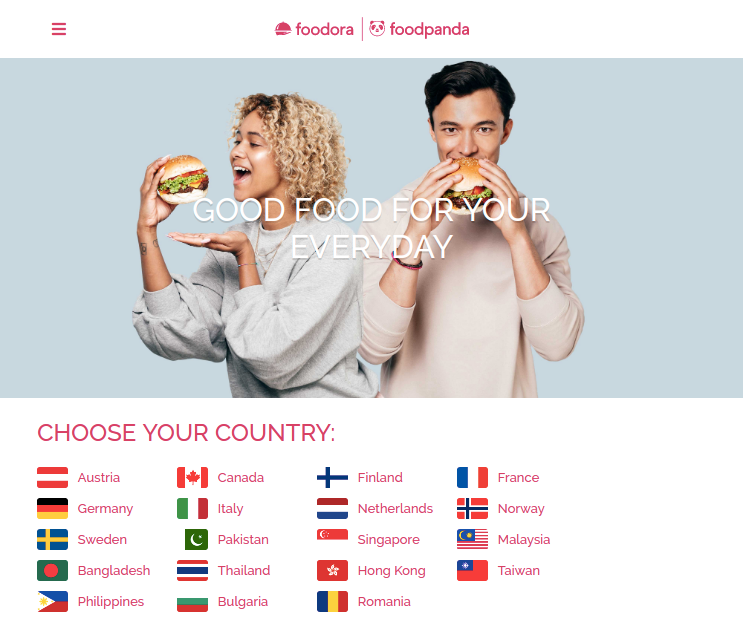 foodora | foodpanda
GOOD FOOD FOR YOUR
EVERYDAY
CHOOSE YOUR COUNTRY:
Austria Canada Finland France
Germany Italy Netherlands Norway
Sweden Pakistan Singapore Malaysia
Bangladesh Thailand Hong Kong Taiwan
Philippines Bulgaria Romania